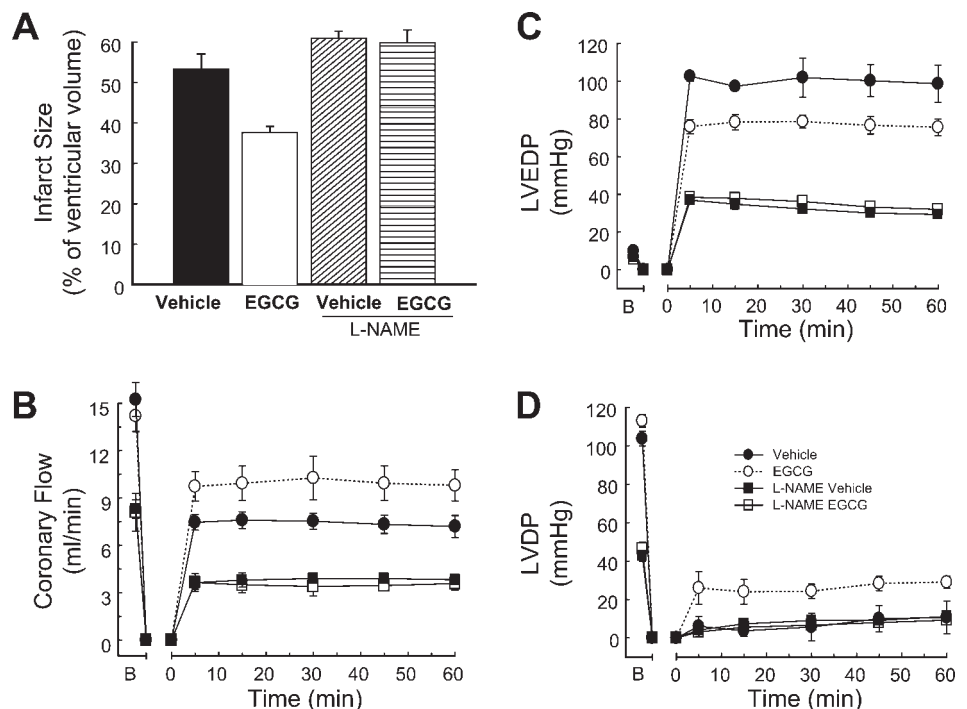 A
Infarct Size
(% of ventricular volume)
60
50
40
30
60
50
0
Vehicle
EGCG
Vehicle
EGCG
L-NAME
B
Coronary Flow
(ml/min)
15
12
9
6
3
0
B
0 10 20 30 40 50 60
Time (min)
C
LVEDP
(mmHg)
120
100
80
60
40
20
0
B
0 10 20 30 40 50 60
Time (min)
D
LVDP
(mmHg)
120
100
80
60
40
20
0
Vehicle
EGCG
L-NAME Vehicle
L-NAME EGCG
B
0 10 20 30 40 50 60
Time (min)